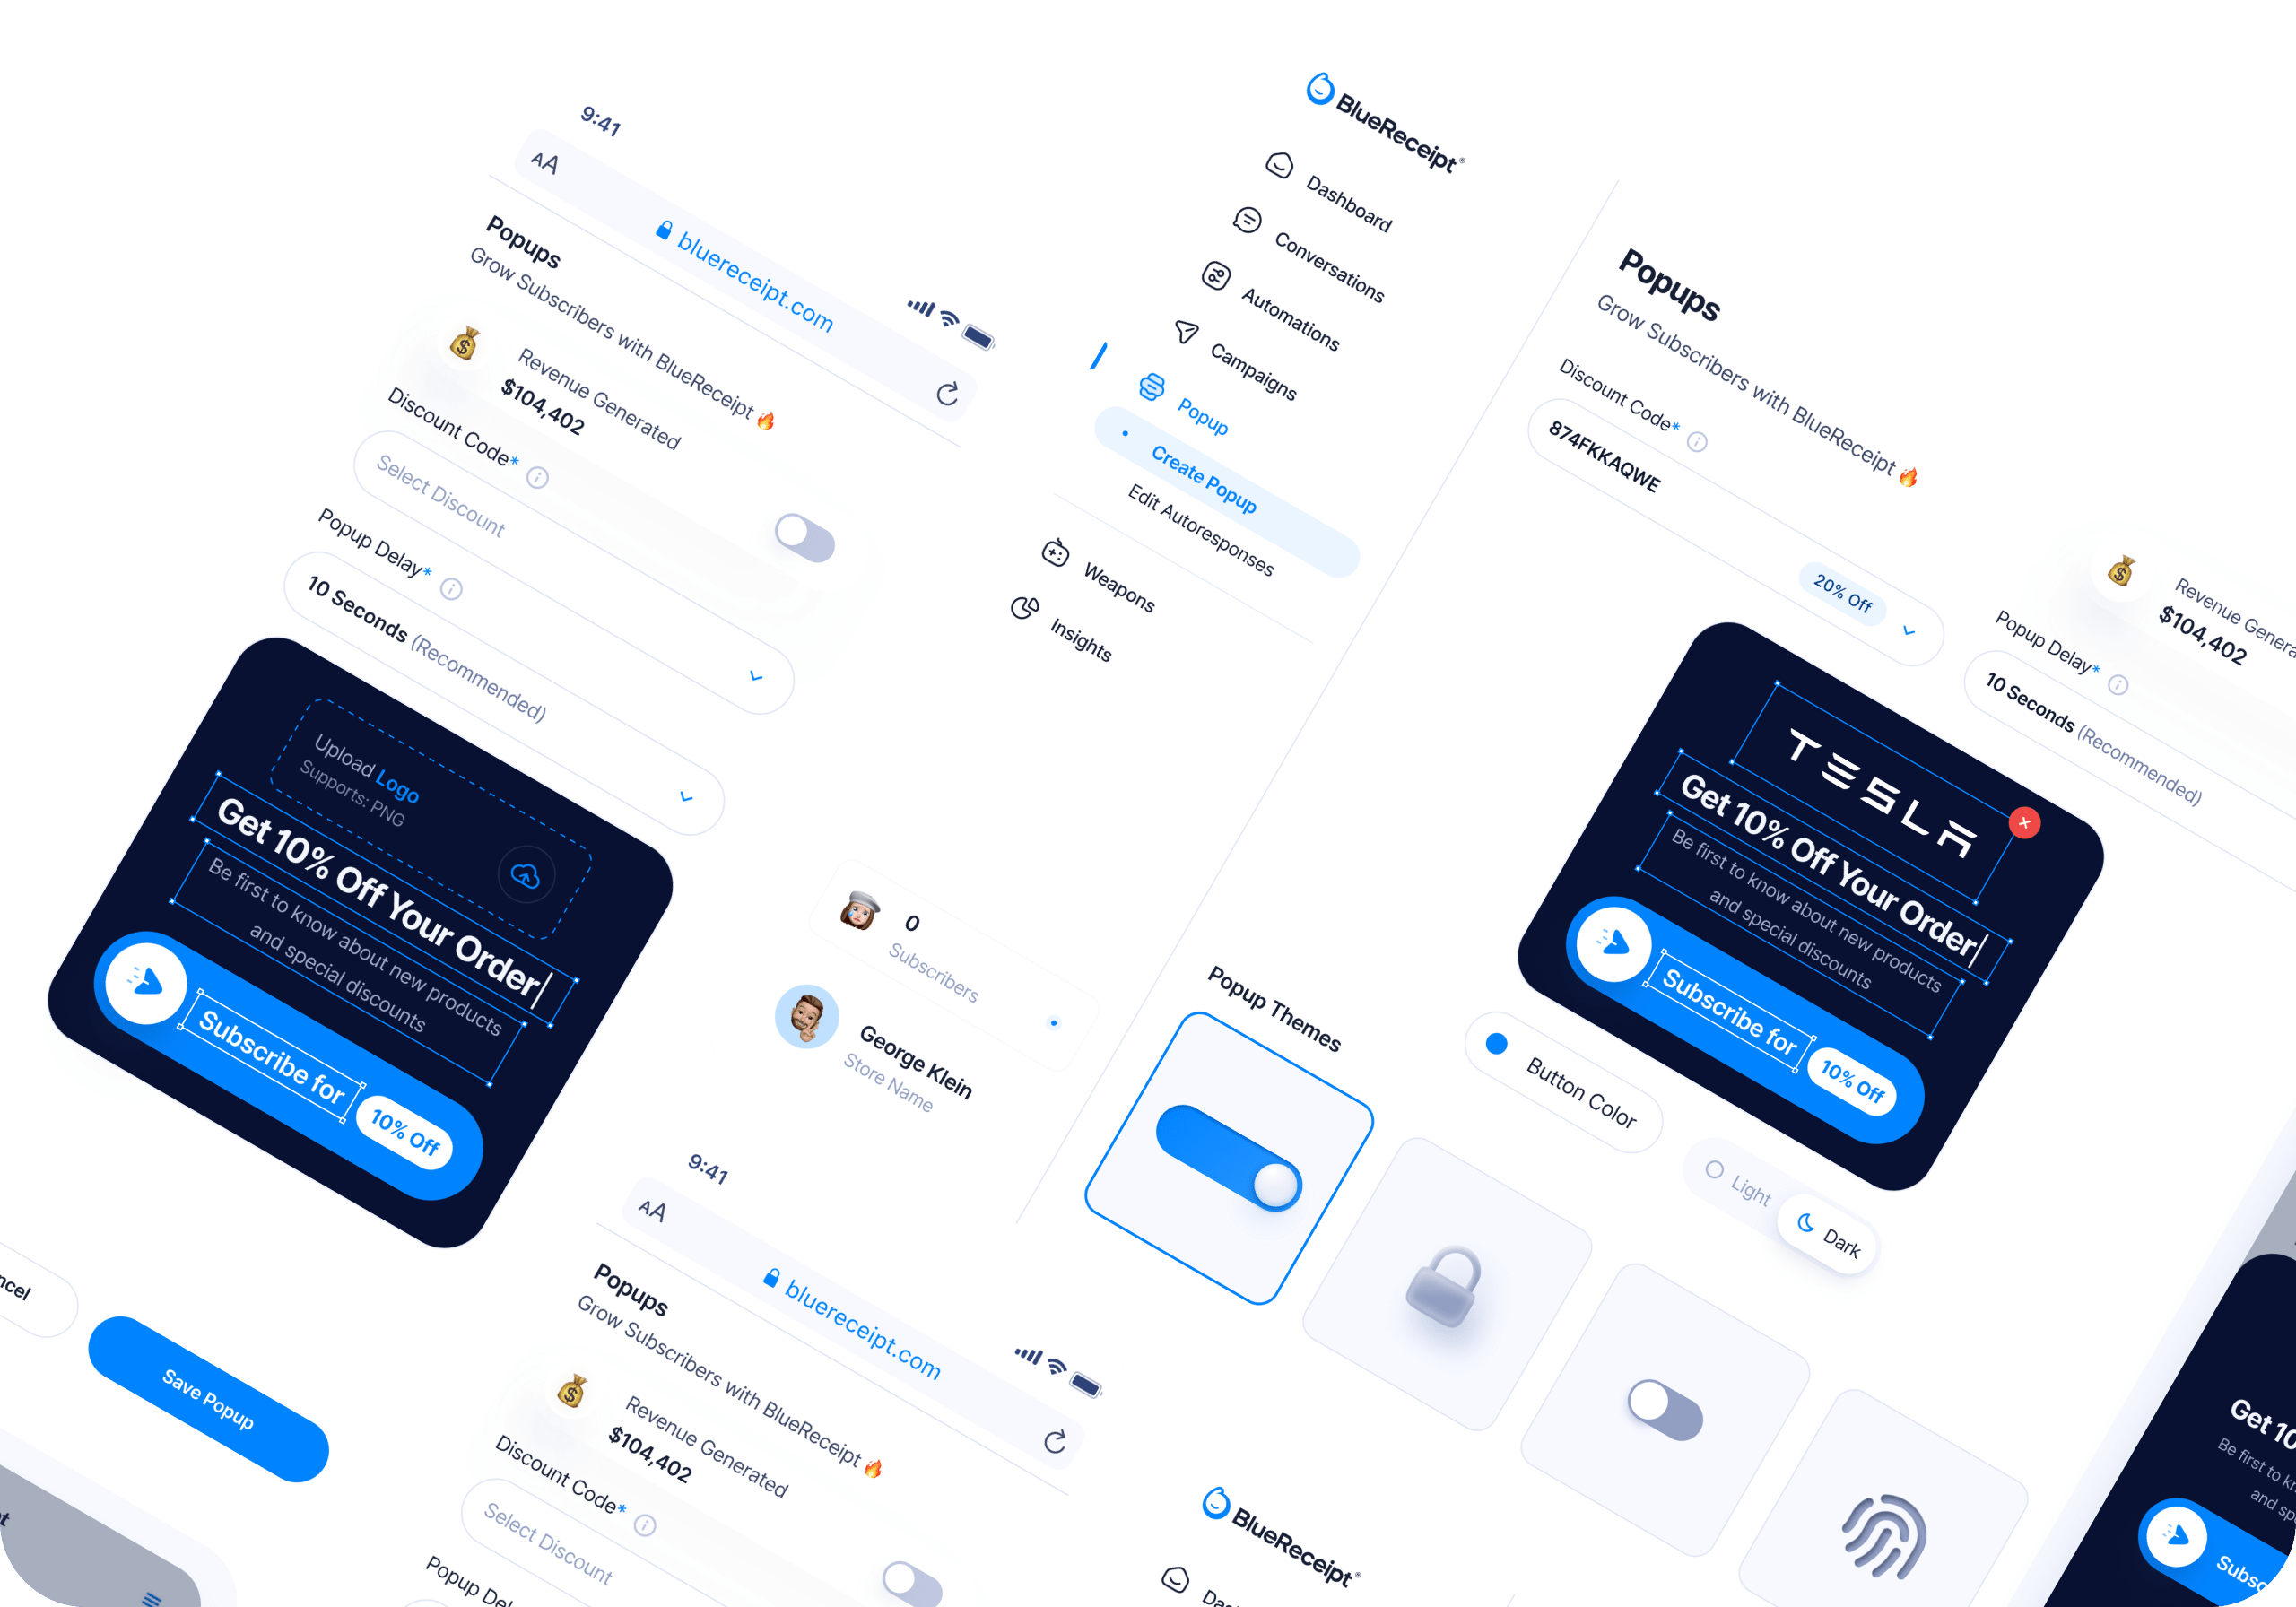 9:41
AA
bluereceipt.com
Popups
Grow Subscribers with BlueReceipt 🔥
Revenue Generated
$104,402
Discount Code*
Select Discount
Popup Delay*
10 Seconds (Recommended)
Upload Logo
Supports: PNG
Get 10% Off Your Order
Be first to know about new products
and special discounts
Subscribe for
10% Off
Save Popup
BlueReceipt®
Dashboard
Conversations
Automations
Campaigns
Popup
Create Popup
Edit Autoresponses
Weapons
Insights
0
Subscribers
George Klein
Store Name
Popups
Grow Subscribers with BlueReceipt 🔥
Discount Code*
874FKKAQWE
20% Off
Revenue Genera
$104,402
Popup Delay*
10 Seconds (Recommended)
TESLA
Get 10% Off Your Order
Be first to know about new products
and special discounts
Subscribe for
10% Off
Button Color
Light
Dark
Popup Themes
9:41
AA
bluereceipt.com
Popups
Grow Subscribers with BlueReceipt 🔥
Revenue Generated
$104,402
Discount Code*
Select Discount
Popup Del
BlueReceipt®
Das
Get 10
Be first to kn
and spe
Subsc